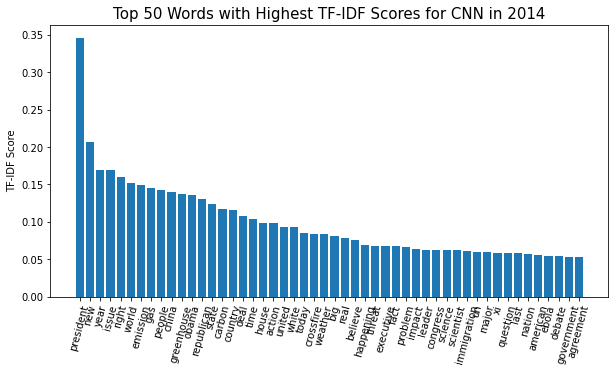 Top 50 Words with Highest TF-IDF Scores for CNN in 2014
TF-IDF Score
0.35
0.30
0.25
0.20
0.15
0.10
0.05
0.00
president
new
year
issue
right
world
emission
gas
people
china
greenhouse
obama
republican
state
carbon
country
deal
time
house
action
united
white
today
crossfire
weather
big
real
believe
happening
threat
executive
fact
problem
impact
leader
congress
science
scientist
immigration
major
xi
question
last
nation
american
ebola
debate
government
agreement